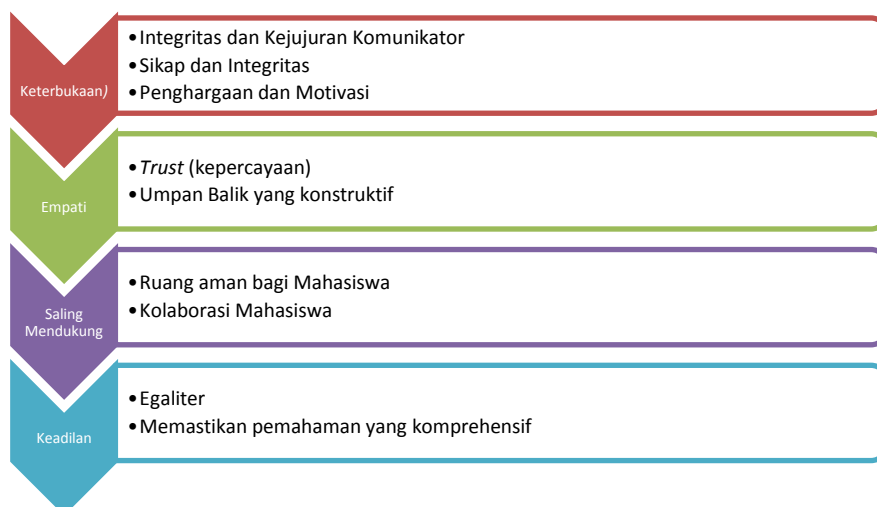 Keterbukaan)
•Integritas dan Kejujuran Komunikator
•Sikap dan Integritas
•Penghargaan dan Motivasi
Empati
•Trust (kepercayaan)
•Umpan Balik yang konstruktif
Saling
Mendukung
•Ruang aman bagi Mahasiswa
•Kolaborasi Mahasiswa
Keadilan
•Egaliter
•Memastikan pemahaman yang komprehensif